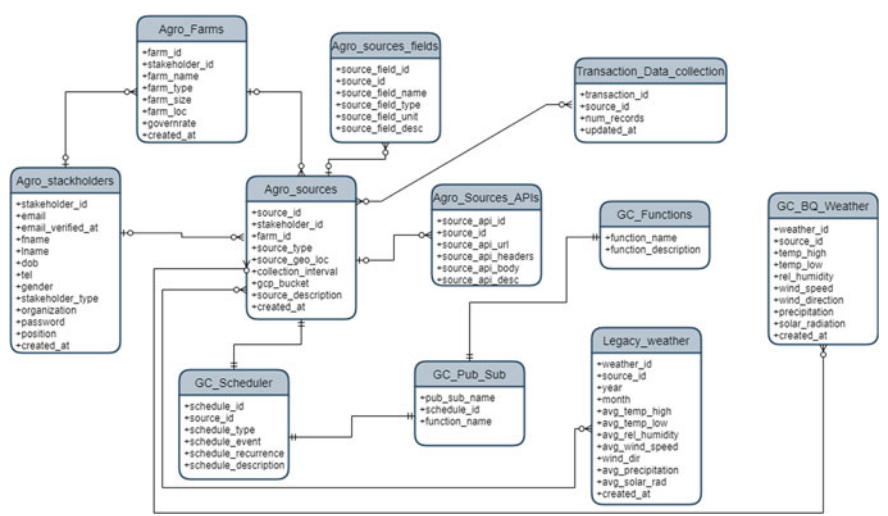 Agro_Farms
+farm_id
+stakeholder_id
+farm_name
+farm_type
+farm_size
+farm_loc
+governrate
+created_at
Agro_sources_fields
+source_field_id
+source_id
+source_field_name
+source_field_type
+source_field_unit
+source_field_desc
Transaction_Data_collection
+transaction_id
+source_id
+num_records
+updated_at
Agro_stackholders
+stakeholder_id
+email
+email_verified_at
+fname
+lname
+dob
+tel
+gender
+stakeholder_type
+organization
+password
+position
+created_at
Agro_sources
+source_id
+stakeholder_id
+farm_id
+source_type
+source_geo_loc
+collection_interval
+gcp_bucket
+source_description
+created_at
Agro_Sources_APIs
+source_api_id
+source_id
+source_api_url
+source_api_headers
+source_api_body
+source_api_desc
GC_Functions
+function_name
+function_description
GC_BQ_Weather
+weather_id
+source_id
+temp_high
+temp_low
+rel_humidity
+wind_speed
+wind_direction
+precipitation
+solar_radiation
+created_at
GC_Scheduler
+schedule_id
+source_id
+schedule_type
+schedule_event
+schedule_recurrence
+schedule_description
GC_Pub_Sub
+pub_sub_name
+schedule_id
+function_name
Legacy_weather
+weather_id
+source_id
+year
+month
+avg_temp_high
+avg_temp_low
+avg_rel_humidity
+avg_wind_speed
+wind_dir
+avg_precipitation
+avg_solar_rad
+created_at